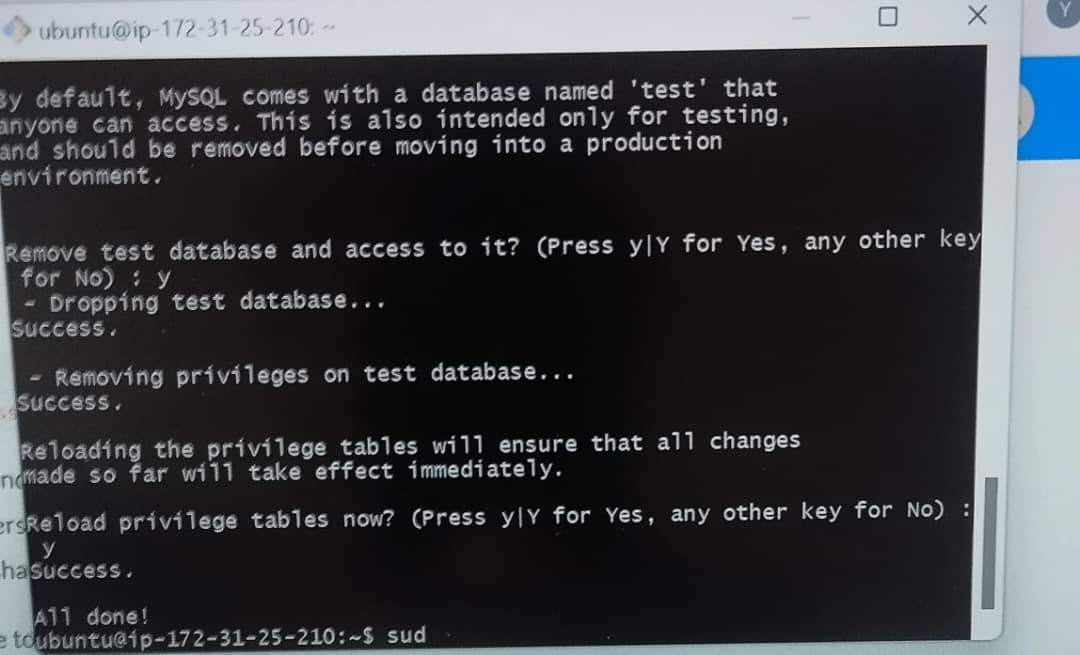 ubuntu@ip-172-31-25-210: ~
By default, MySQL comes with a database named 'test' that
anyone can access. This is also intended only for testing,
and should be removed before moving into a production
environment.
Remove test database and access to it? (Press y|Y for Yes, any other key
for No) : y
- Dropping test database...
Success.
- Removing privileges on test database...
Success.
Reloading the privilege tables will ensure that all changes
made so far will take effect immediately.
Reload privilege tables now? (Press y|Y for Yes, any other key for No) :
y
Success.
All done!
ubuntu@ip-172-31-25-210:~$ sud
Y